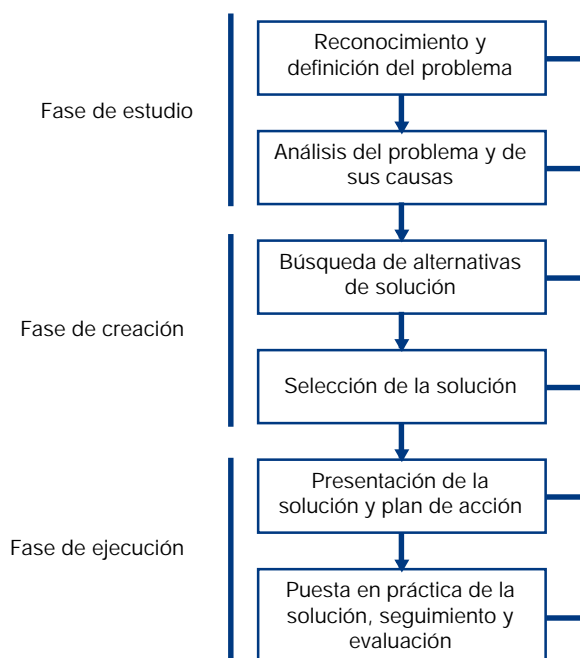 Reconocimiento y
definición del problema
Fase de estudio
Análisis del problema y de
sus causas
Búsqueda de alternativas
de solución
Fase de creación
Selección de la solución
Presentación de la
solución y plan de acción
Fase de ejecución
Puesta en práctica de la
solución, seguimiento y
evaluación